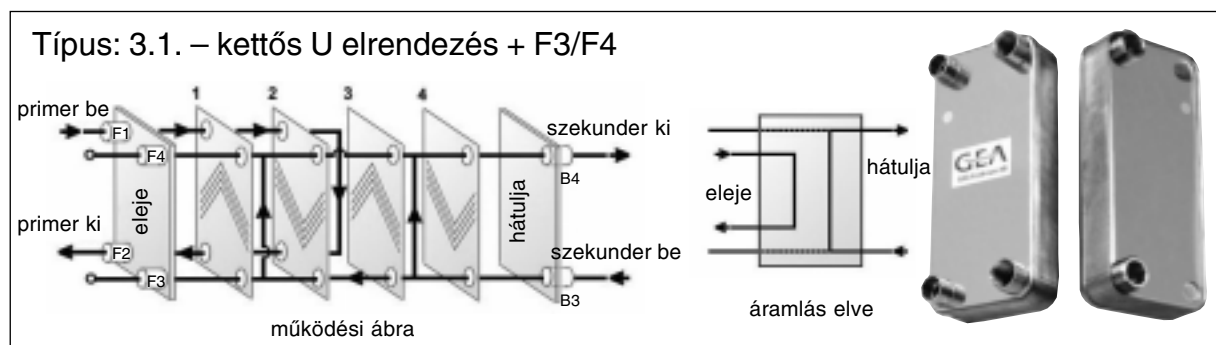 Típus: 3.1. – kettős U elrendezés + F3/F4
1 2 3 4
primer be
F1
F4
szekunder ki
B4
eleje
hátulja
primer ki
F2
F3
szekunder be
B3
működési ábra
eleje
hátulja
áramlás elve
GEA